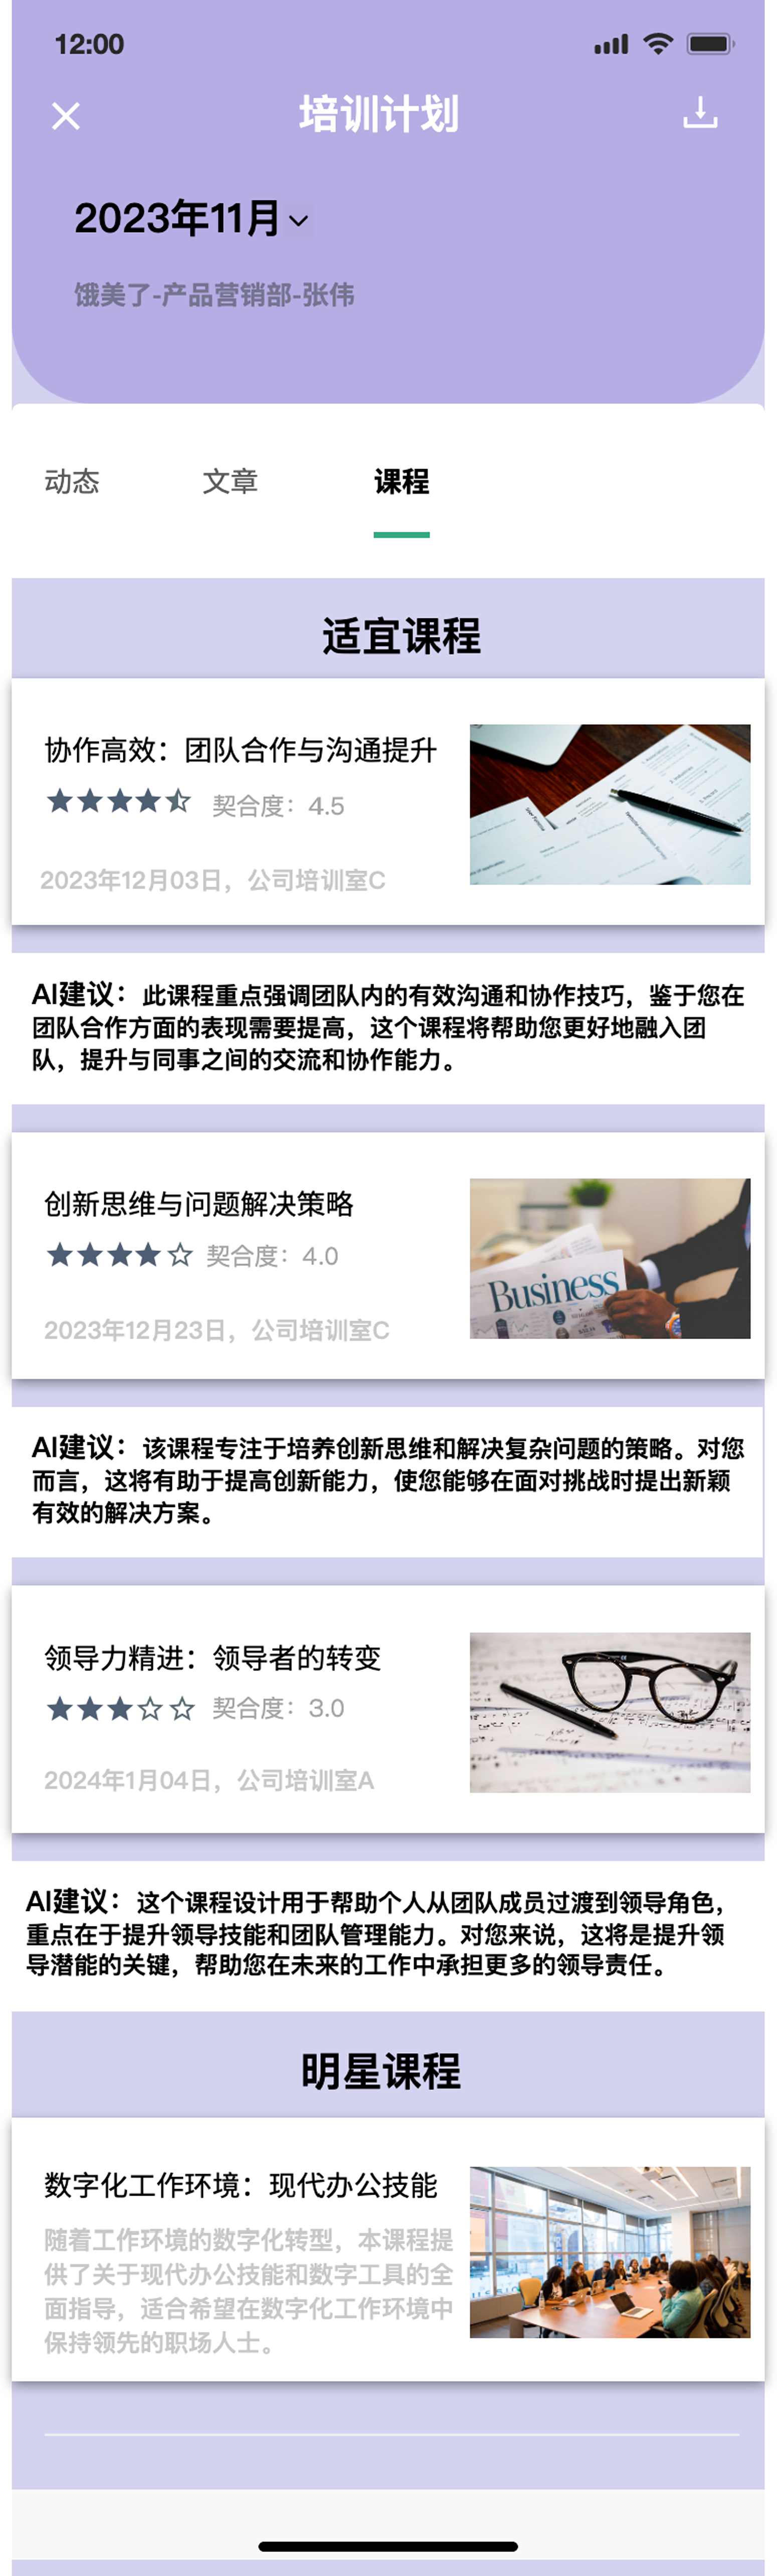 12:00
培训计划
2023年11月
饿美了-产品营销部-张伟
动态
文章
课程
适宜课程
协作高效：团队合作与沟通提升
契合度：4.5
2023年12月03日，公司培训室C
AI建议：此课程重点强调团队内的有效沟通和协作技巧，鉴于您在
团队合作方面的表现需要提高，这个课程将帮助您更好地融入团
队，提升与同事之间的交流和协作能力。
创新思维与问题解决策略
契合度：4.0
2023年12月23日，公司培训室C
Business
AI建议：该课程专注于培养创新思维和解决复杂问题的策略。对您
而言，这将有助于提高创新能力，使您能够在面对挑战时提出新颖
有效的解决方案。
领导力精进：领导者的转变
契合度：3.0
2024年1月04日，公司培训室A
AI建议：这个课程设计用于帮助个人从团队成员过渡到领导角色，
重点在于提升领导技能和团队管理能力。对您来说，这将是提升领
导潜能的关键，帮助您在未来的工作中承担更多的领导责任。
明星课程
数字化工作环境：现代办公技能
随着工作环境的数字化转型，本课程提
供了关于现代办公技能和数字工具的全
面指导，适合希望在数字化工作环境中
保持领先的职场人士。